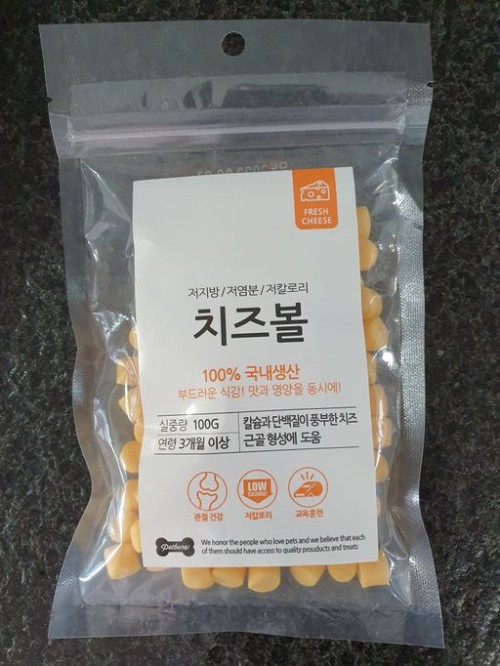 FRESH
CHEESE
저지방/저염분/저칼로리
치즈볼
100% 국내생산
부드러운 식감! 맛과 영양을 동시에!
실중량 100G
연령 3개월 이상
칼슘과 단백질이 풍부한 치즈
근골 형성에 도움
LOW
CALORIE
관절 건강
저칼로리
교육훈련
Petbone
We honor the people who love pets and we believe that each
of them should have access to quality prouducts and treats